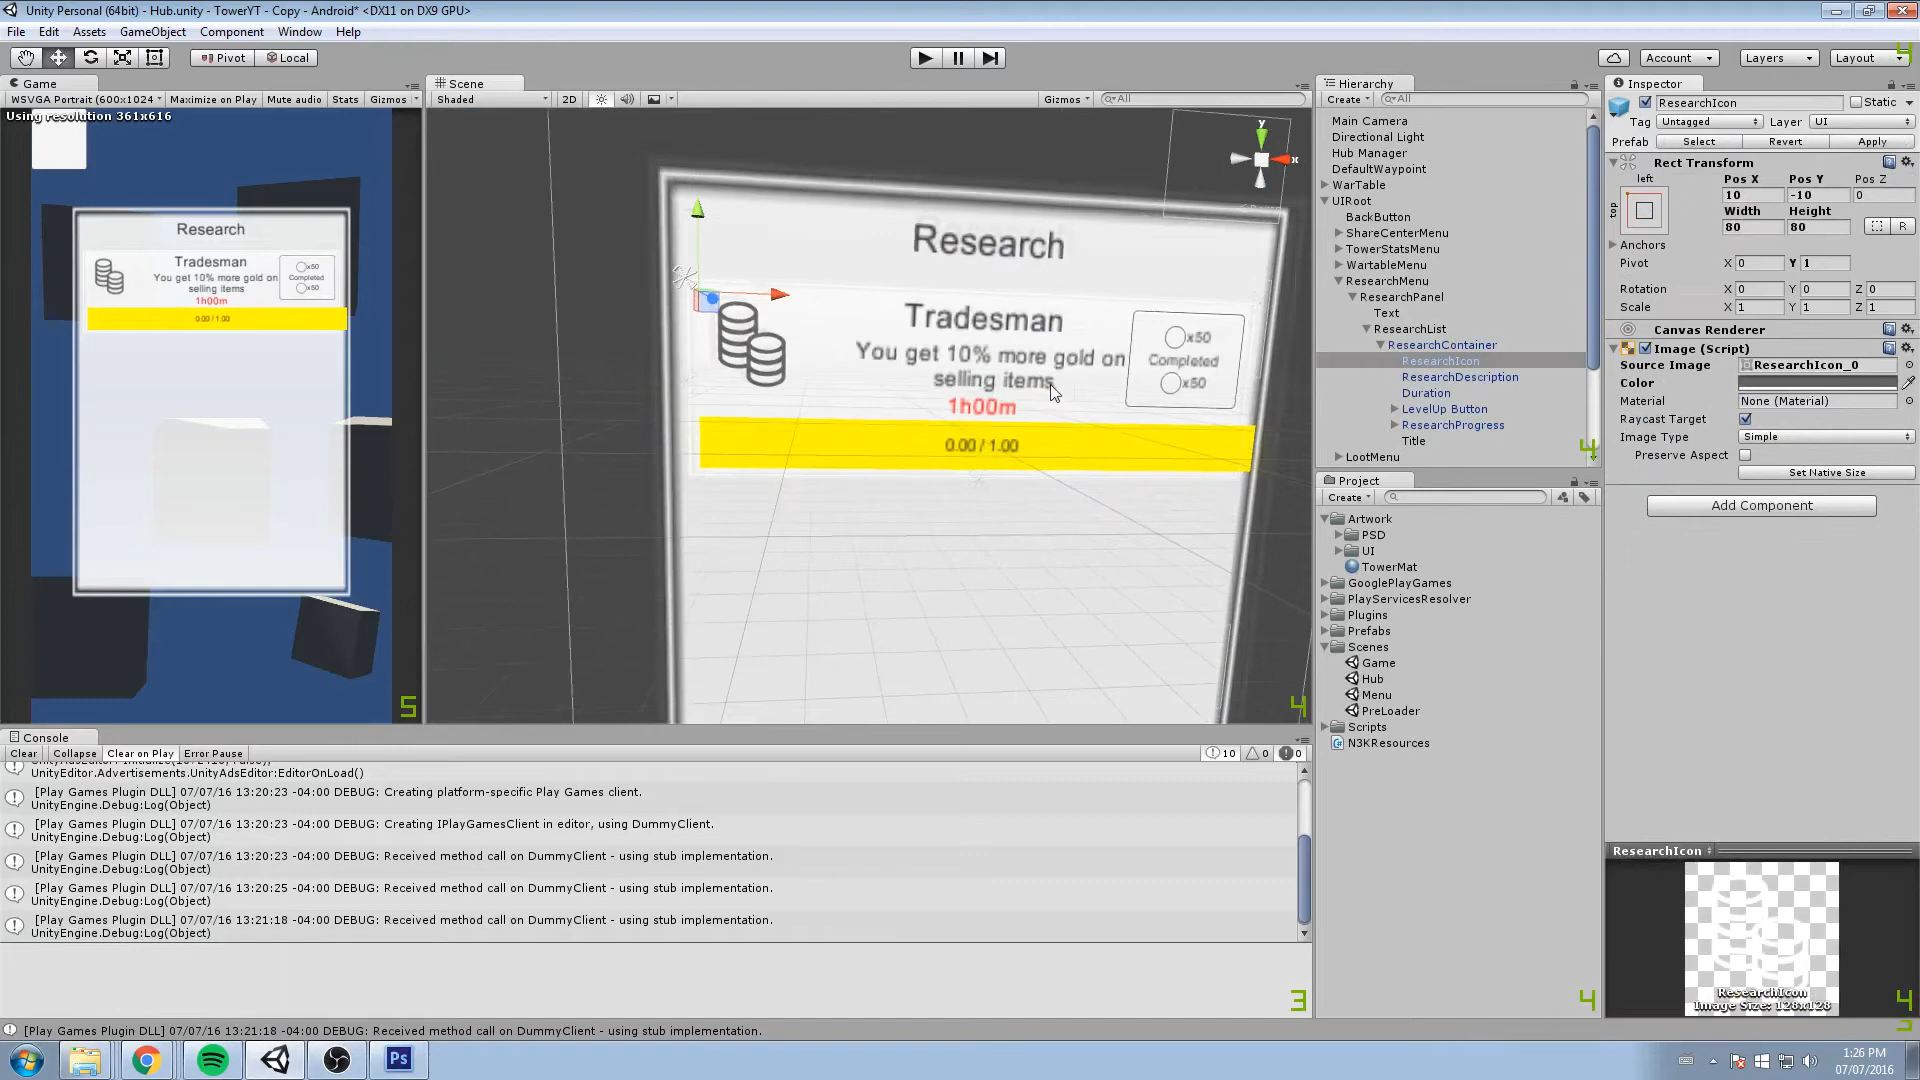 Unity Personal (64bit) - Hub.unity - TowerYT - Copy - Android* <DX11 on DX9 GPU>
File Edit Assets GameObject Component Window Help
Pivot Local Account Layers Layout
Game
WSVGA Portrait (600x1024 Maximize on Play Mute audio Stats Gizmos
Using resolution 361x616
Research
Tradesman
You get 10% more gold on
selling items
1h00m
x50
Completed
x50
0.00 / 1.00
5
Scene
Shaded 2D Gizmos All
y
x
Research
Tradesman
You get 10% more gold on
selling items
1h00m
x50
Completed
x50
0.00 / 1.00
4
Hierarchy
Create All
Main Camera
Directional Light
Hub Manager
DefaultWaypoint
WarTable
UIRoot
BackButton
ShareCenterMenu
TowerStatsMenu
WartableMenu
ResearchMenu
ResearchPanel
Text
ResearchList
ResearchContainer
ResearchIcon
ResearchDescription
Duration
LevelUp Button
ResearchProgress
Title
LootMenu
4
Project
Create
Artwork
PSD
UI
TowerMat
GooglePlayGames
PlayServicesResolver
Plugins
Prefabs
Scenes
Game
Hub
Menu
PreLoader
Scripts
N3KResources
4
Inspector
ResearchIcon Static
Tag Untagged Layer UI
Prefab Select Revert Apply
Rect Transform
left
top
Pos X Pos Y Pos Z
10 -10 0
Width Height
80 80 R
Anchors
Pivot X 0 Y 1
Rotation X 0 Y 0 Z 0
Scale X 1 Y 1 Z 1
Canvas Renderer
Image (Script)
Source Image ResearchIcon_0
Color
Material None (Material)
Raycast Target
Image Type Simple
Preserve Aspect
Set Native Size
Add Component
ResearchIcon
ResearchIcon
Image Size: 128x128
4
Console
Clear Collapse Clear on Play Error Pause 10 0 0
UnityEditor.Advertisements.UnityAdsEditor:EditorOnLoad()
[Play Games Plugin DLL] 07/07/16 13:20:23 -04:00 DEBUG: Creating platform-specific Play Games client.
UnityEngine.Debug:Log(Object)
[Play Games Plugin DLL] 07/07/16 13:20:23 -04:00 DEBUG: Creating IPlayGamesClient in editor, using DummyClient.
UnityEngine.Debug:Log(Object)
[Play Games Plugin DLL] 07/07/16 13:20:23 -04:00 DEBUG: Received method call on DummyClient - using stub implementation.
UnityEngine.Debug:Log(Object)
[Play Games Plugin DLL] 07/07/16 13:20:25 -04:00 DEBUG: Received method call on DummyClient - using stub implementation.
UnityEngine.Debug:Log(Object)
[Play Games Plugin DLL] 07/07/16 13:21:18 -04:00 DEBUG: Received method call on DummyClient - using stub implementation.
UnityEngine.Debug:Log(Object)
3
[Play Games Plugin DLL] 07/07/16 13:21:18 -04:00 DEBUG: Received method call on DummyClient - using stub implementation.
Ps
1:26 PM
07/07/2016